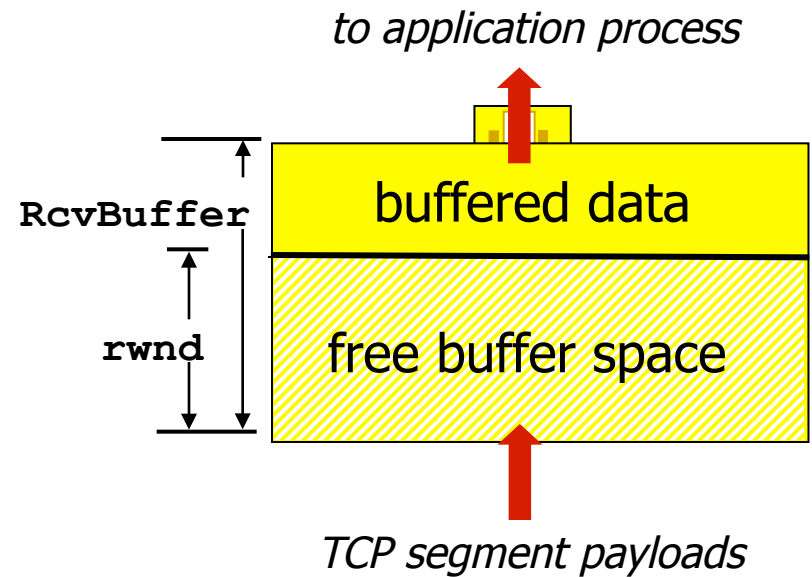 to application process
buffered data
RcvBuffer
rwnd
free buffer space
TCP segment payloads